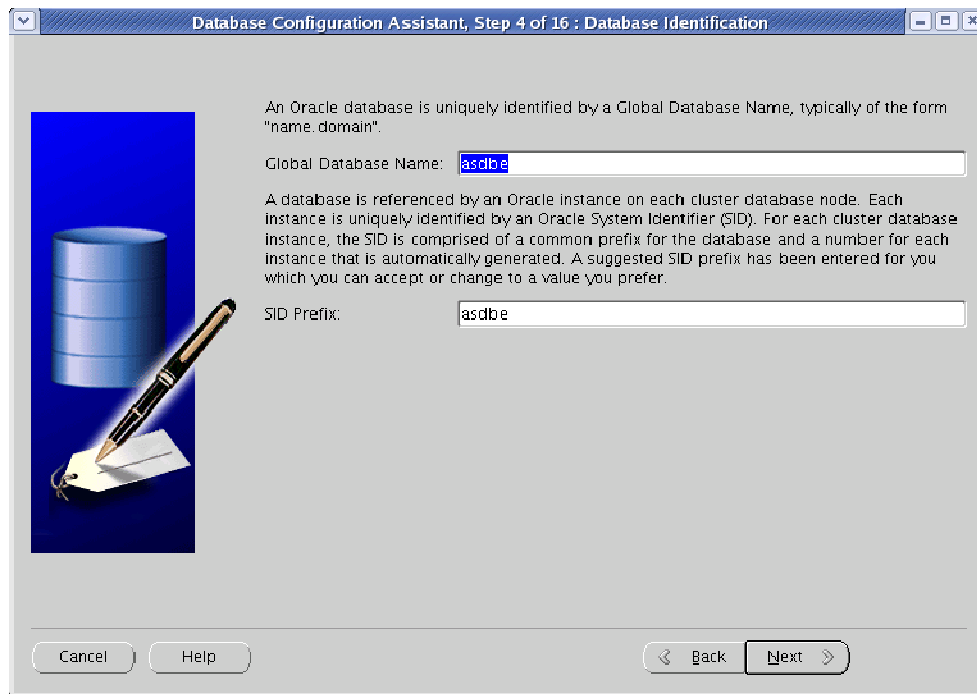 Database Configuration Assistant, Step 4 of 16 : Database Identification
An Oracle database is uniquely identified by a Global Database Name, typically of the form
"name.domain".
Global Database Name: asdbe
A database is referenced by an Oracle instance on each cluster database node. Each
instance is uniquely identified by an Oracle System Identifier (SID). For each cluster database
instance, the SID is comprised of a common prefix for the database and a number for each
instance that is automatically generated. A suggested SID prefix has been entered for you
which you can accept or change to a value you prefer.
SID Prefix: asdbe
Cancel Help Back Next